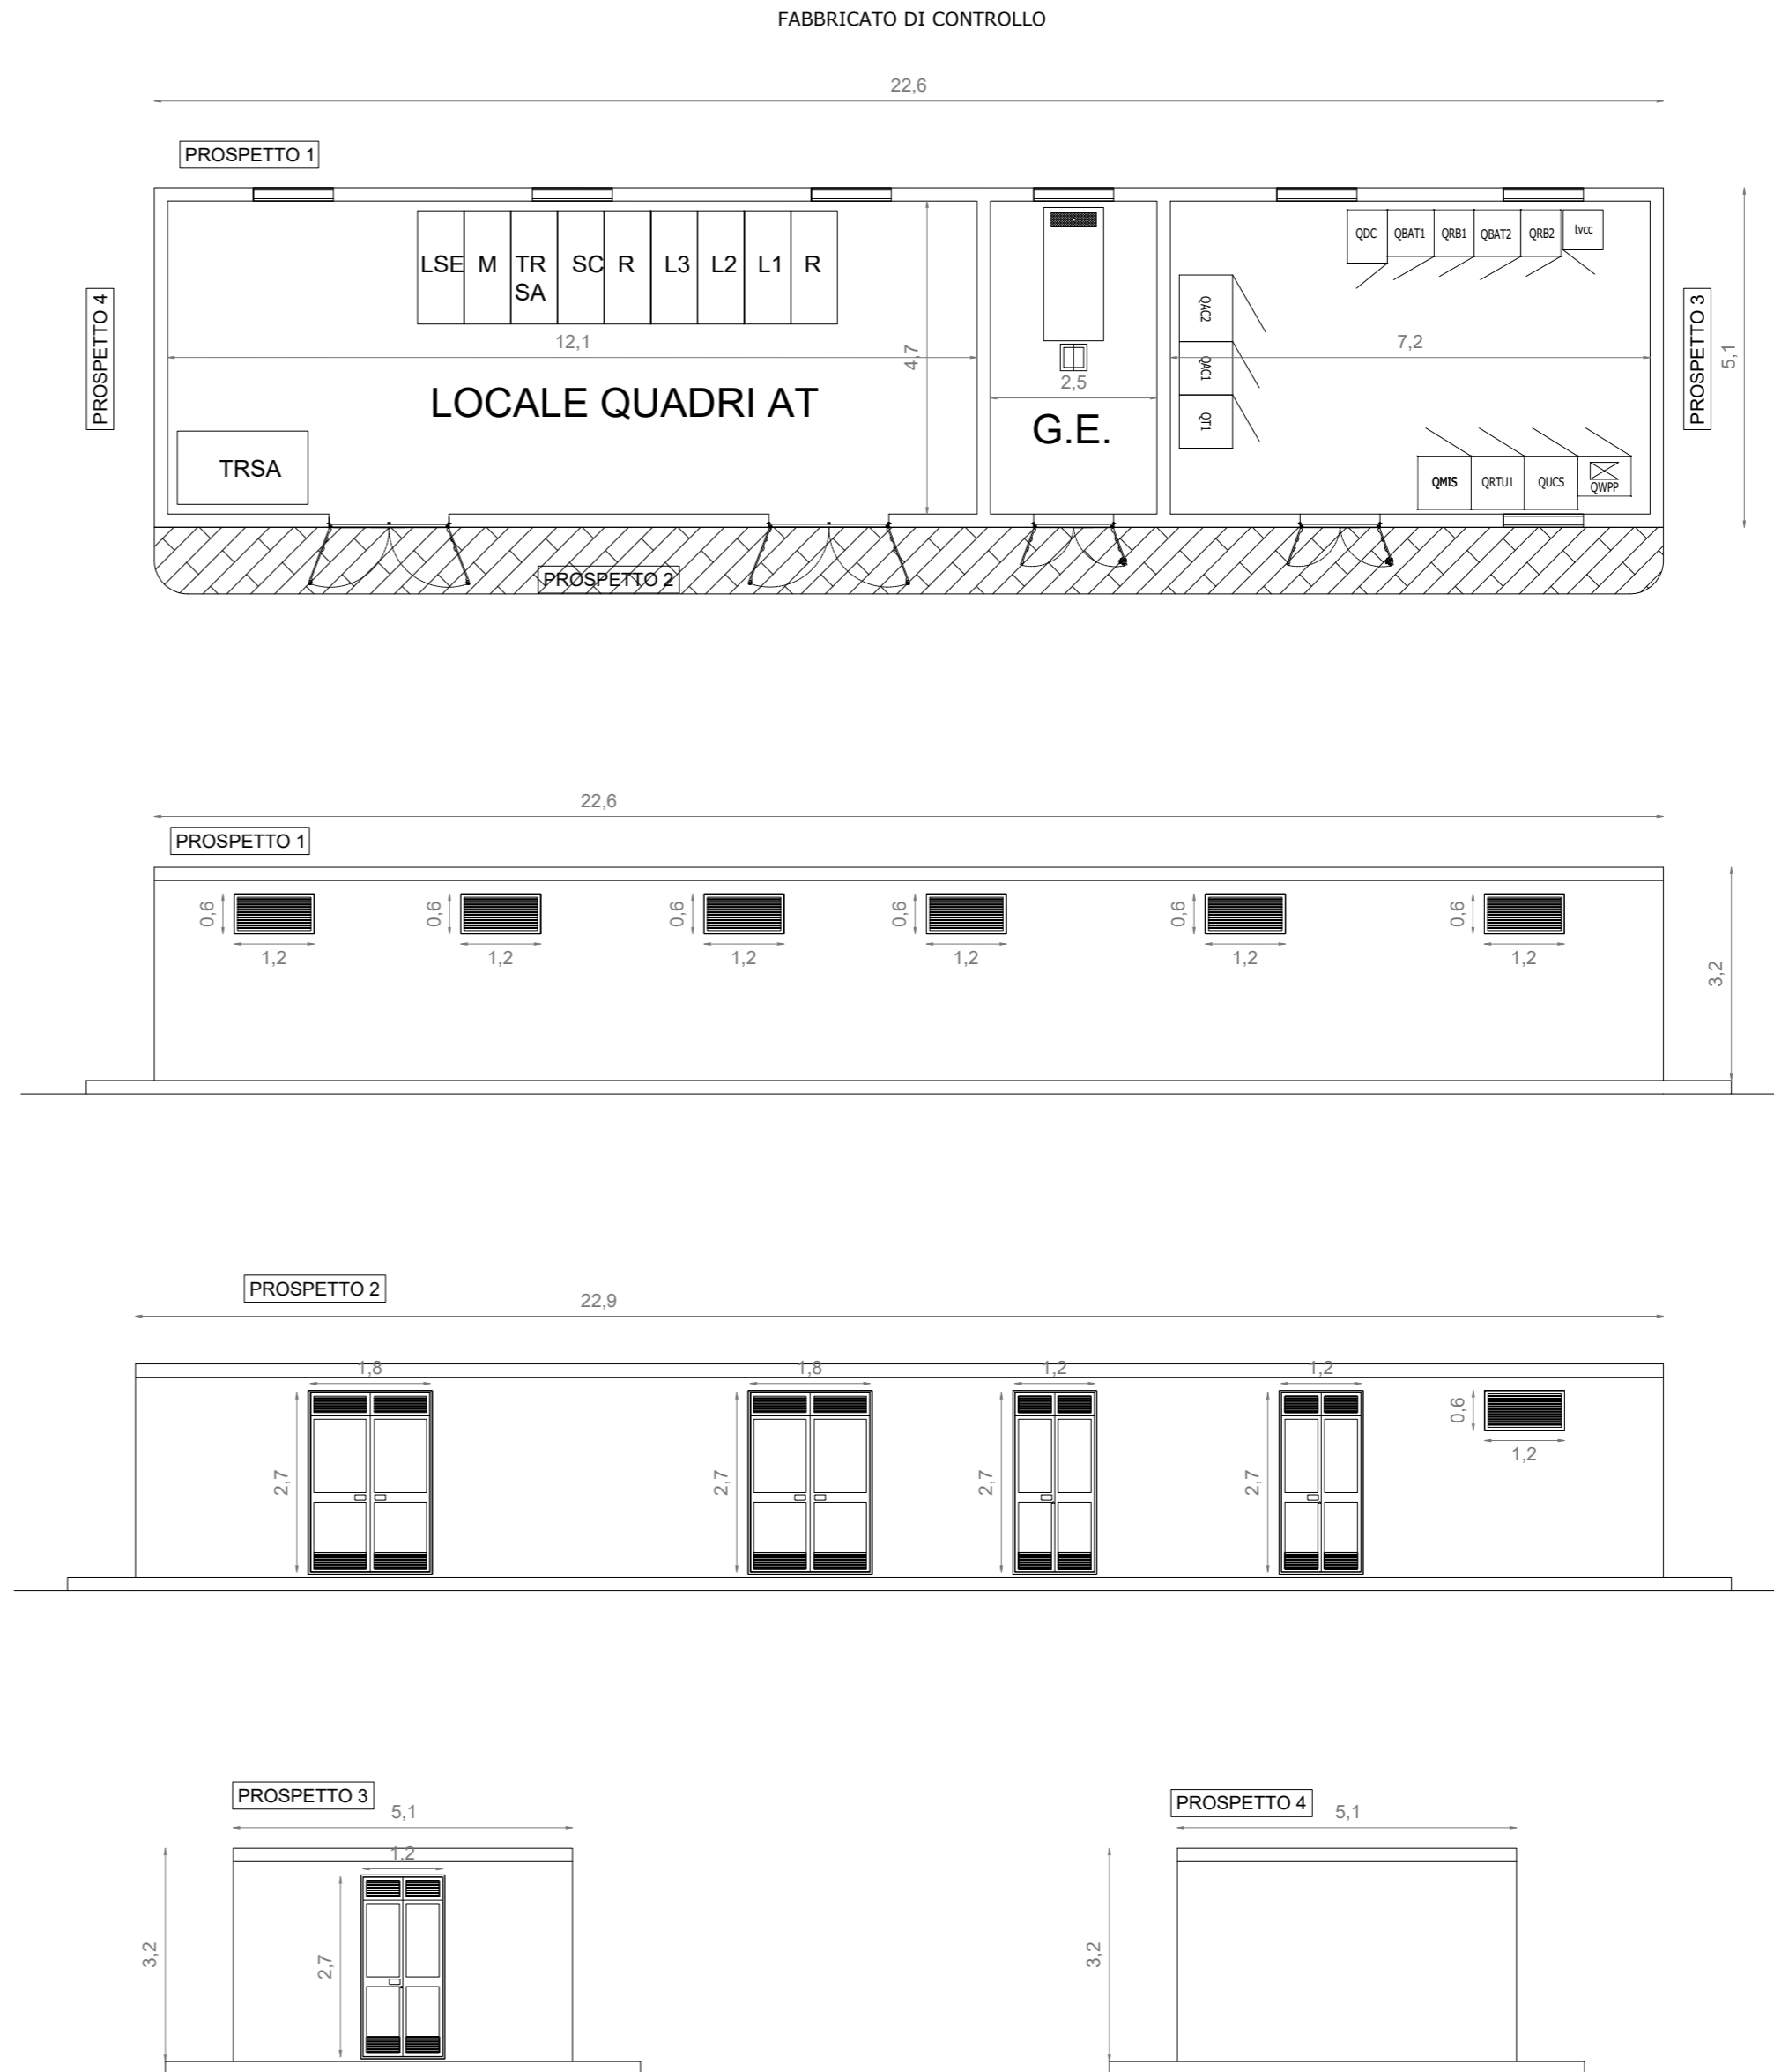 FABBRICATO DI CONTROLLO
22,6
PROSPETTO 1
PROSPETTO 4
LSE M TR SA SC R L3 L2 L1 R
QDC QBAT1 QRB1 QBAT2 QRB2 tvcc
QAC2
QAC1
QT1
12,1
4,7
2,5
7,2
5,1
PROSPETTO 3
LOCALE QUADRI AT
G.E.
TRSA
QMIS QRTU1 QUCS QWPP
PROSPETTO 2
22,6
PROSPETTO 1
0,6 0,6 0,6 0,6 0,6 0,6
1,2 1,2 1,2 1,2 1,2 1,2
3,2
PROSPETTO 2
22,9
1,8 1,8 1,2 1,2
2,7 2,7 2,7 2,7
0,6
1,2
PROSPETTO 3
5,1
1,2
3,2
2,7
PROSPETTO 4
5,1
3,2